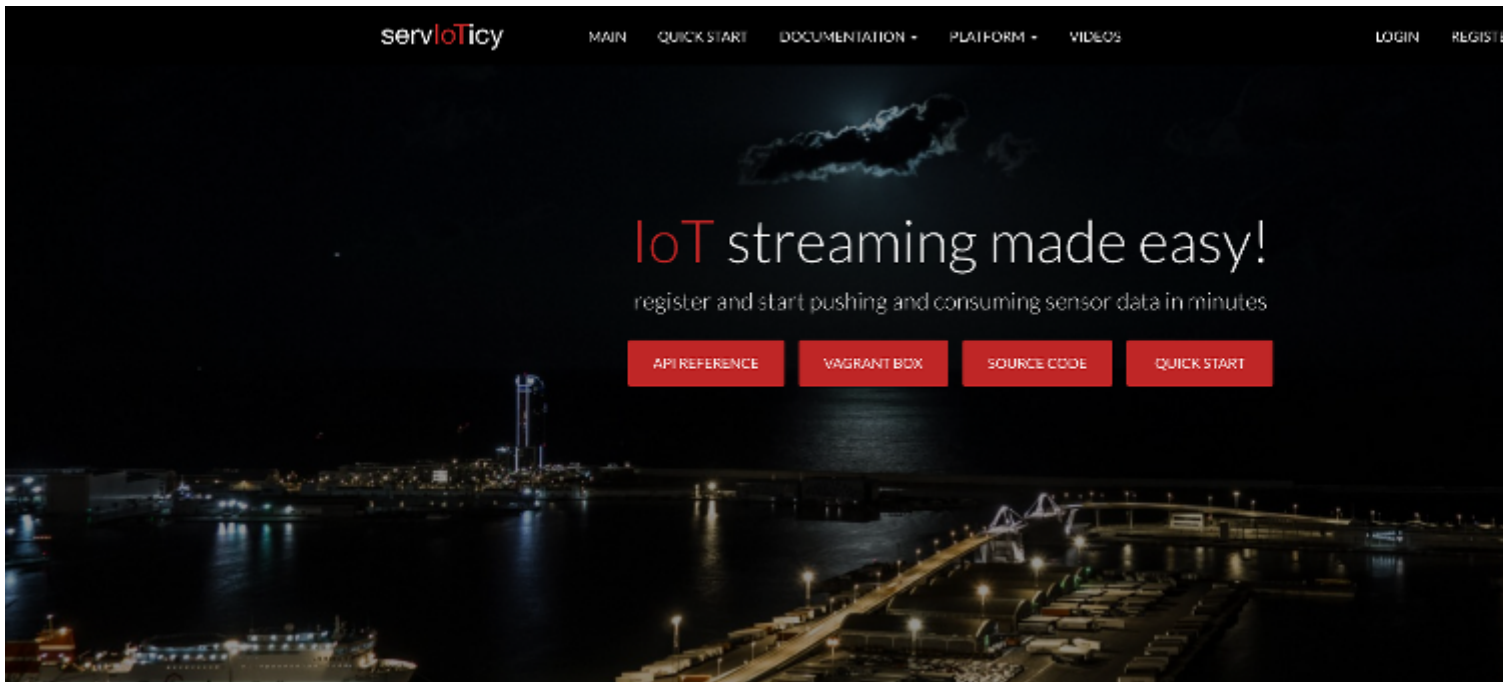 servIoTicy MAIN QUICK START DOCUMENTATION PLATFORM VIDEOS LOGIN REGISTE
IoT streaming made easy!
register and start pushing and consuming sensor data in minutes
API REFERENCE VAGRANT BOX SOURCE CODE QUICK START